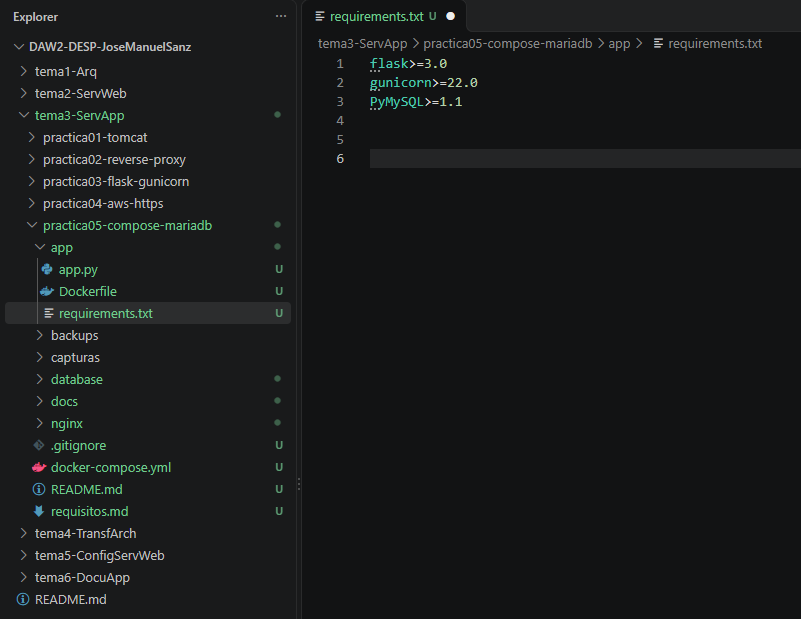 Explorer
DAW2-DESP-JoseManuelSanz
tema1-Arq
tema2-ServWeb
tema3-ServApp
practica01-tomcat
practica02-reverse-proxy
practica03-flask-gunicorn
practica04-aws-https
practica05-compose-mariadb
app
app.py U
Dockerfile U
requirements.txt U
backups
capturas
database
docs
nginx
.gitignore U
docker-compose.yml U
README.md U
requisitos.md U
tema4-TransfArch
tema5-ConfigServWeb
tema6-DocuApp
README.md
requirements.txt U
tema3-ServApp > practica05-compose-mariadb > app > requirements.txt
1 flask>=3.0
2 gunicorn>=22.0
3 PyMySQL>=1.1
4
5
6